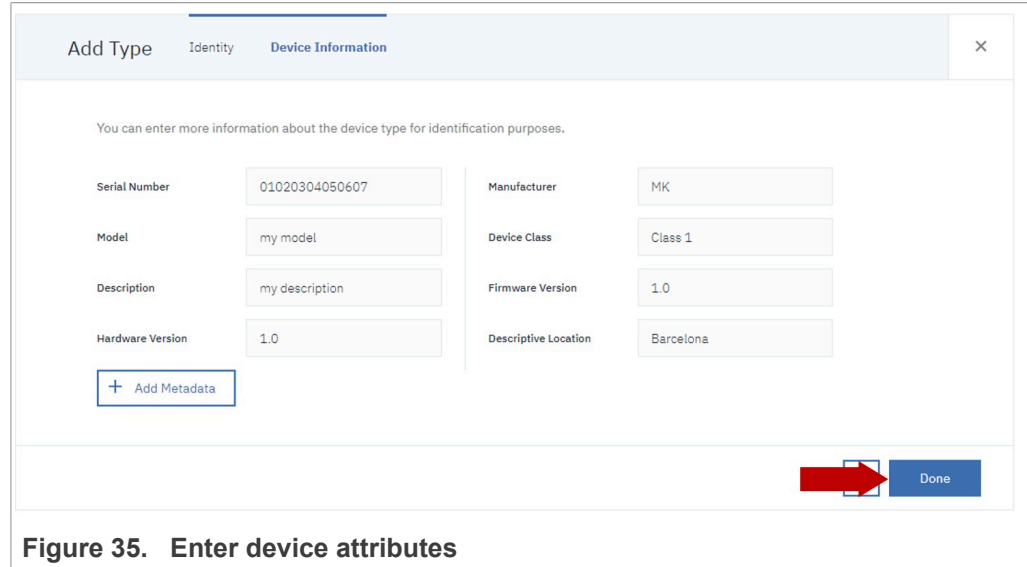 Add Type Identity Device Information ×
You can enter more information about the device type for identification purposes.
Serial Number 01020304050607 Manufacturer MK
Model my model Device Class Class 1
Description my description Firmware Version 1.0
Hardware Version 1.0 Descriptive Location Barcelona
+ Add Metadata
Done
Figure 35. Enter device attributes